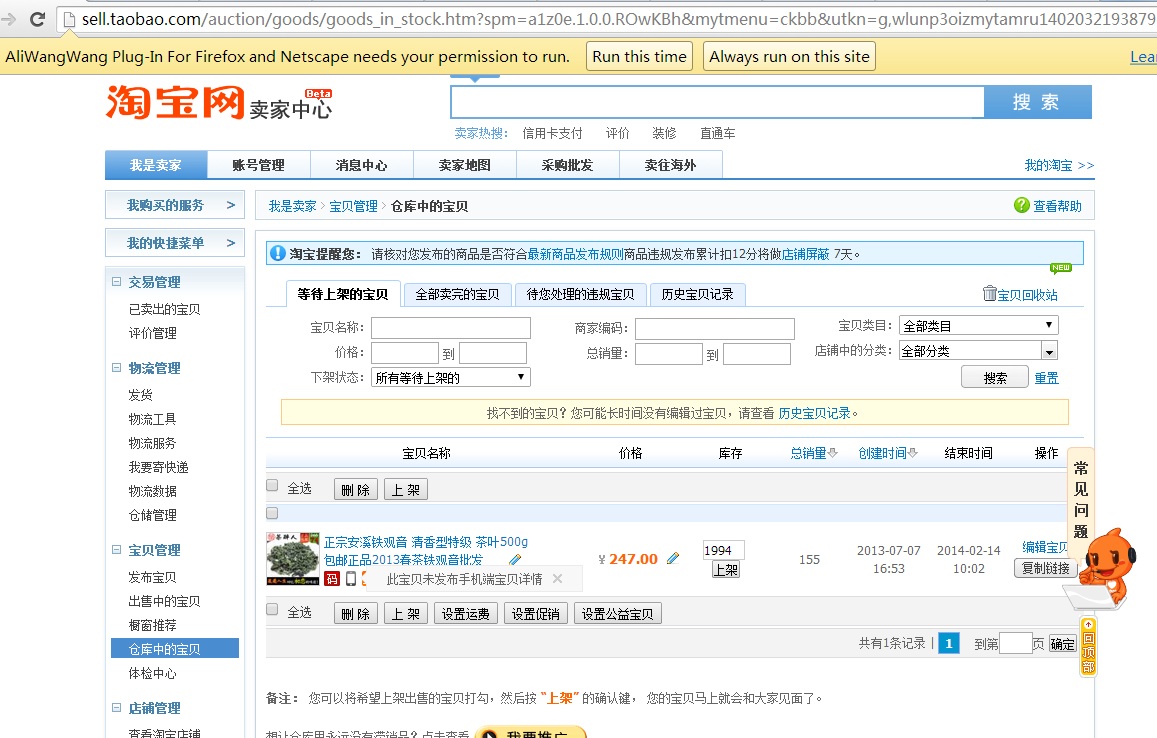 sell.taobao.com/auction/goods/goods_in_stock.htm?spm=a1z0e.1.0.0.ROwKBh&mytmenu=ckbb&utkn=g,wlunp3oizmytamru1402032193879
AliWangWang Plug-In For Firefox and Netscape needs your permission to run. Run this time Always run on this site
淘宝网 卖家中心 Beta
搜索
卖家热搜: 信用卡支付 评价 装修 直通车
我是卖家 账号管理 消息中心 卖家地图 采购批发 卖往海外 我的淘宝 >>
我购买的服务 >
我的快捷菜单 >
交易管理
已卖出的宝贝
评价管理
物流管理
发货
物流工具
物流服务
我要寄快递
物流数据
仓储管理
宝贝管理
发布宝贝
出售中的宝贝
橱窗推荐
仓库中的宝贝
体检中心
店铺管理
查看淘宝店铺
我是卖家 > 宝贝管理 > 仓库中的宝贝 查看帮助
淘宝提醒您: 请核对您发布的商品是否符合最新商品发布规则商品违规发布累计扣12分将做店铺屏蔽 7天。
NEW
等待上架的宝贝 全部卖完的宝贝 待您处理的违规宝贝 历史宝贝记录 宝贝回收站
宝贝名称: 商家编码: 宝贝类目: 全部类目
价格: 到 总销量: 到 店铺中的分类: 全部分类
下架状态: 所有等待上架的 搜索 重置
找不到的宝贝? 您可能长时间没有编辑过宝贝,请查看 历史宝贝记录。
宝贝名称 价格 库存 总销量 创建时间 结束时间 操作
全选 删除 上架
正宗安溪铁观音 清香型特级 茶叶500g
包邮正品2013春茶铁观音批发
码 此宝贝未发布手机端宝贝详情
¥ 247.00
1994
上架
155
2013-07-07
16:53
2014-02-14
10:02
编辑宝贝
复制链接
全选 删除 上架 设置运费 设置促销 设置公益宝贝
共有1条记录 | 1 到第 页 确定
备注: 您可以将希望上架出售的宝贝打勾,然后按 “上架” 的确认键, 您的宝贝马上就会和大家见面了。
想让仓库里永远没有滞销品? 点击查看 我要推广
常见问题
回顶部